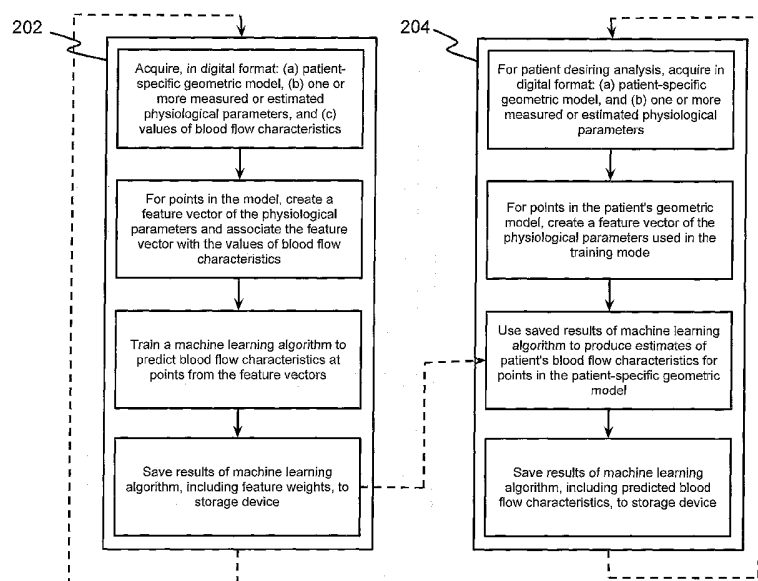 202
Acquire, in digital format: (a) patient-
specific geometric model, (b) one or
more measured or estimated
physiological parameters, and (c) values
of blood flow characteristics
For points in the model, create a
feature vector of the physiological
parameters and associate the feature
vector with the values of blood flow
characteristics
Train a machine learning algorithm to
predict blood flow characteristics at
points from the feature vectors
Save results of machine learning
algorithm, including feature weights, to
storage device
204
For patient desiring analysis, acquire in
digital format: (a) patient-specific
geometric model, and (b) one or more
measured or estimated physiological
parameters
For points in the patient's geometric
model, create a feature vector of the
physiological parameters used in the
training mode
Use saved results of machine learning
algorithm to produce estimates of
patient's blood flow characteristics for
points in the patient-specific geometric
model
Save results of machine learning
algorithm, including predicted blood
flow characteristics, to storage device